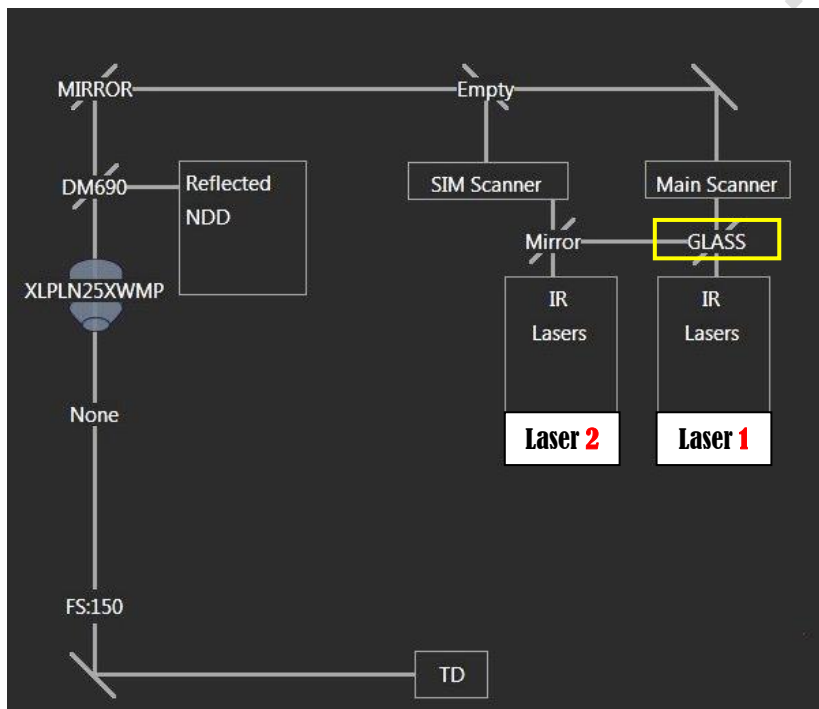 MIRROR
Empty
DM690
Reflected
NDD
SIM Scanner
Main Scanner
Mirror
GLASS
XLPLN25XWMP
IR
Lasers
IR
Lasers
None
Laser 2
Laser 1
FS:150
TD